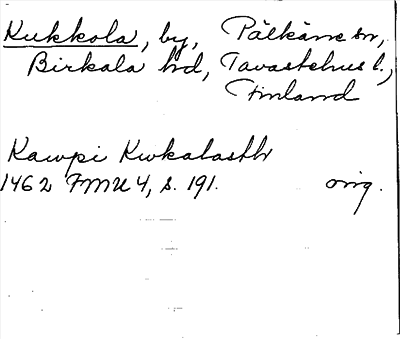 Kukkola, by, Pälkäne sn,
Birkala hd, Tavastehus l.,
Finland
Kawpi Kwkalasth
1462 FMU 4, s. 191. orig.